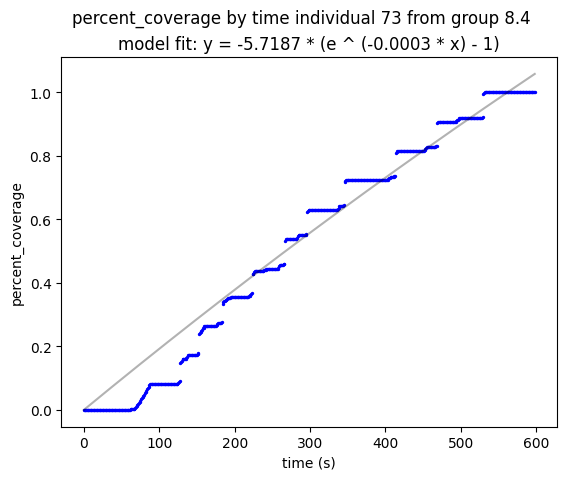 percent_coverage by time individual 73 from group 8.4
model fit: y = -5.7187 * (e ^ (-0.0003 * x) - 1)
1.0
0.8
0.6
0.4
0.2
0.0
percent_coverage
0 100 200 300 400 500 600
time (s)